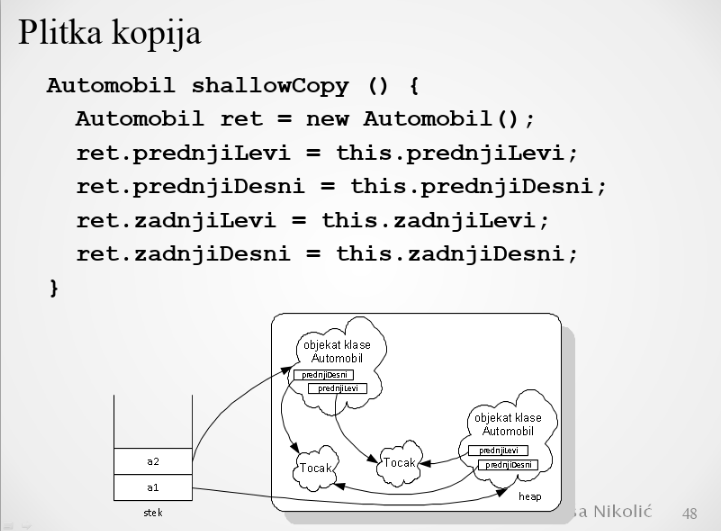 Plitka kopija
Automobil shallowCopy () {
Automobil ret = new Automobil();
ret.prednjiLevi = this.prednjiLevi;
ret.prednjiDesni = this.prednjiDesni;
ret.zadnjiLevi = this.zadnjiLevi;
ret.zadnjiDesni = this.zadnjiDesni;
}
objekat klase
Automobil
prednjiDesni
prednjiLevi
objekat klase
Automobil
prednjiLevi
prednjiDesni
Tocak
Tocak
a2
a1
stek
heap
Nikolić
48